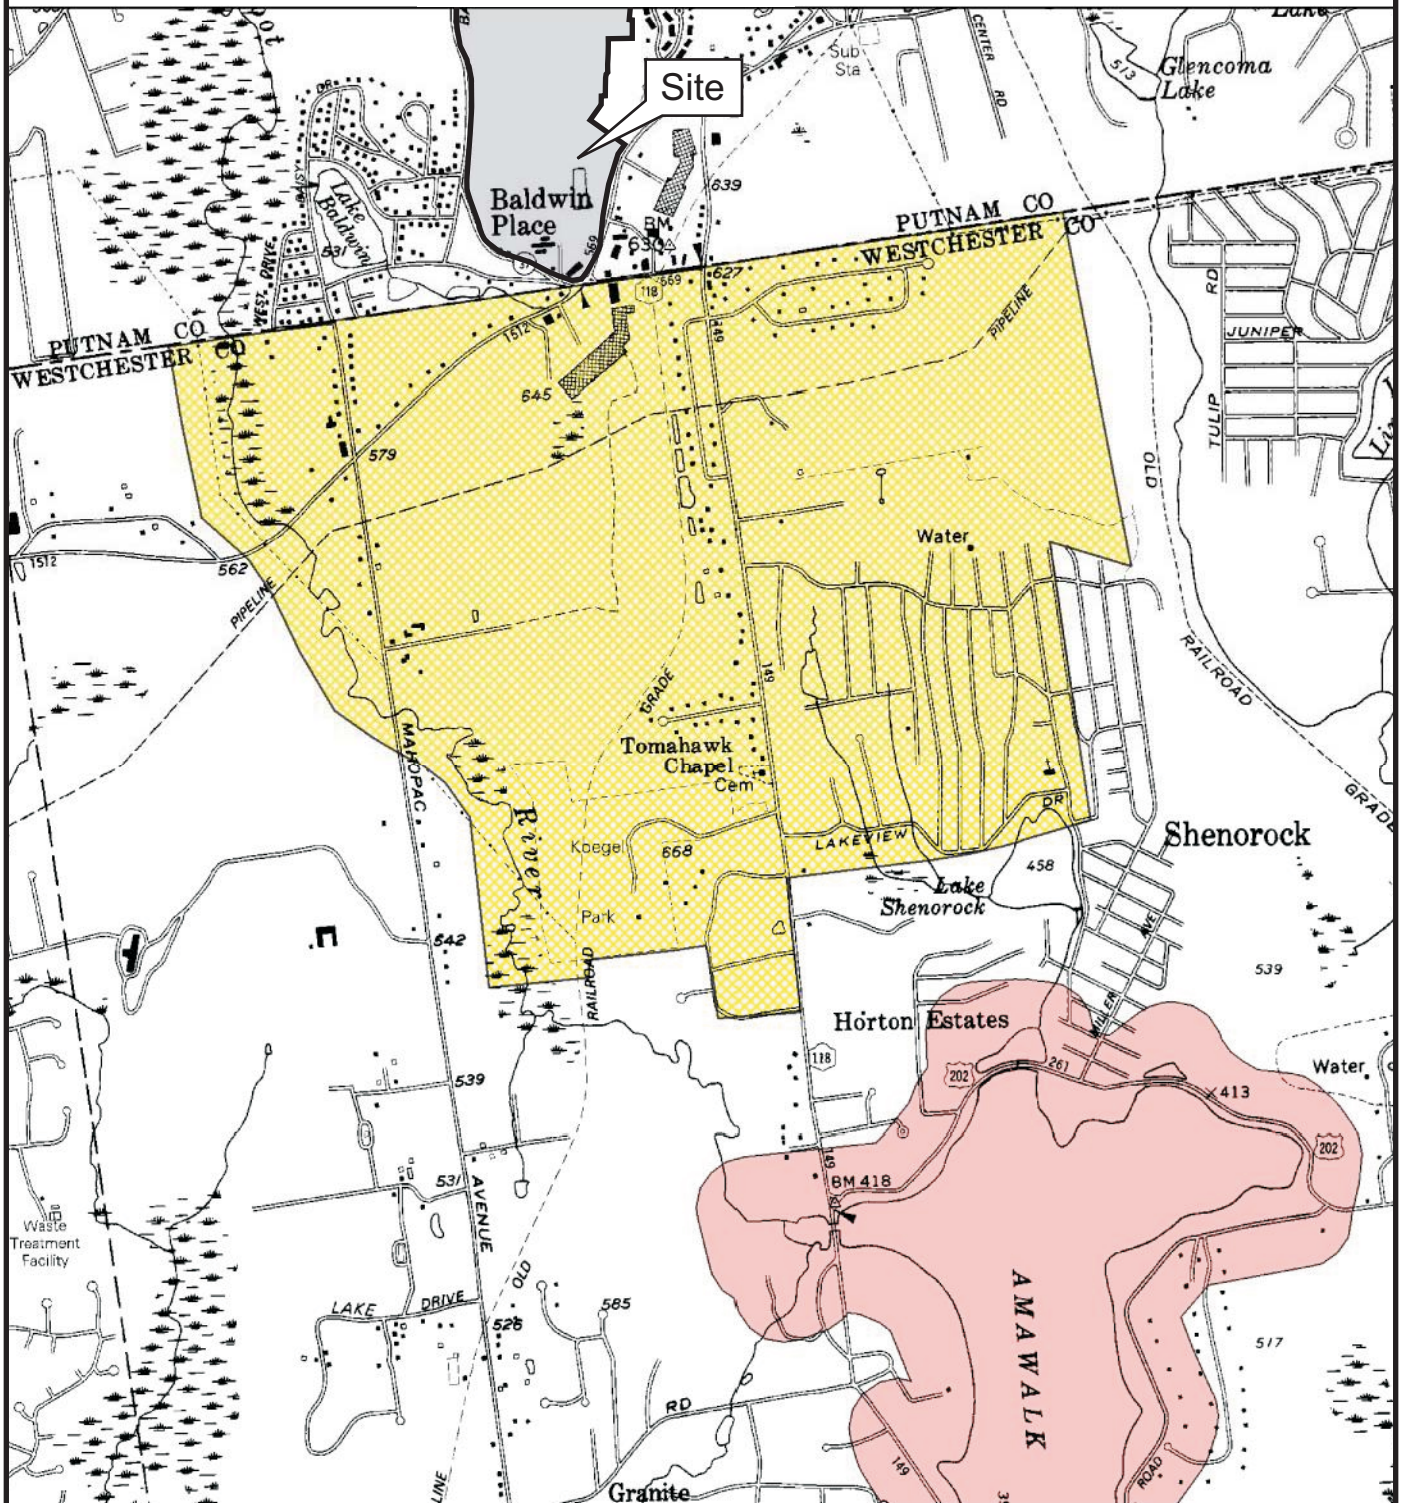 Lake
CENTER
RD
Sub
Sta
513
Glencoma
Lake
Site
DR
Lake
Baldwin
531
WEST DRIVE
Baldwin
Place
569
BM
630
639
PUTNAM CO
WESTCHESTER CO
627
118
569
PUTNAM CO
WESTCHESTER CO
1512
149
PIPELINE
645
RD
JUNIPER
TULIP
579
OLD
1512
562
Water
PIPELINE
RAILROAD
149
GRADE
MAHOPAC
Tomahawk
Chapel
Cem
GRADE
River
DR
LAKEVIEW
Shenorock
Koegel
668
458
Lake
Shenorock
Park
AVE
542
539
RAILROAD
MILLER
Horton Estates
118
202
261
Water
539
413
202
149
531
BM 418
AVENUE
Waste
Treatment
Facility
OLD
AMAWALK
LAKE DRIVE
585
526
517
RD
149
ROAD
LINE
Granite